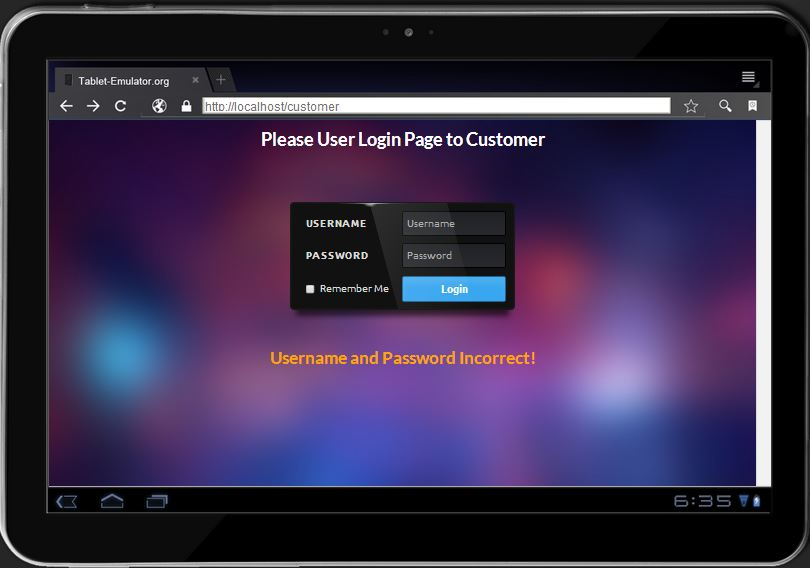 Tablet-Emulator.org
http://localhost/customer
Please User Login Page to Customer
USERNAME Username
PASSWORD Password
Remember Me Login
Username and Password Incorrect!
6:35